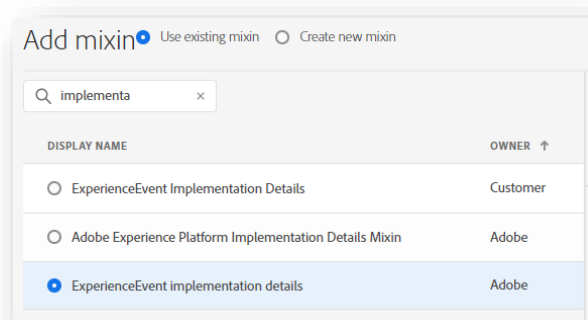 Add mixin Use existing mixin Create new mixin
implementa ×
DISPLAY NAME OWNER ↑
ExperienceEvent Implementation Details Customer
Adobe Experience Platform Implementation Details Mixin Adobe
ExperienceEvent implementation details Adobe